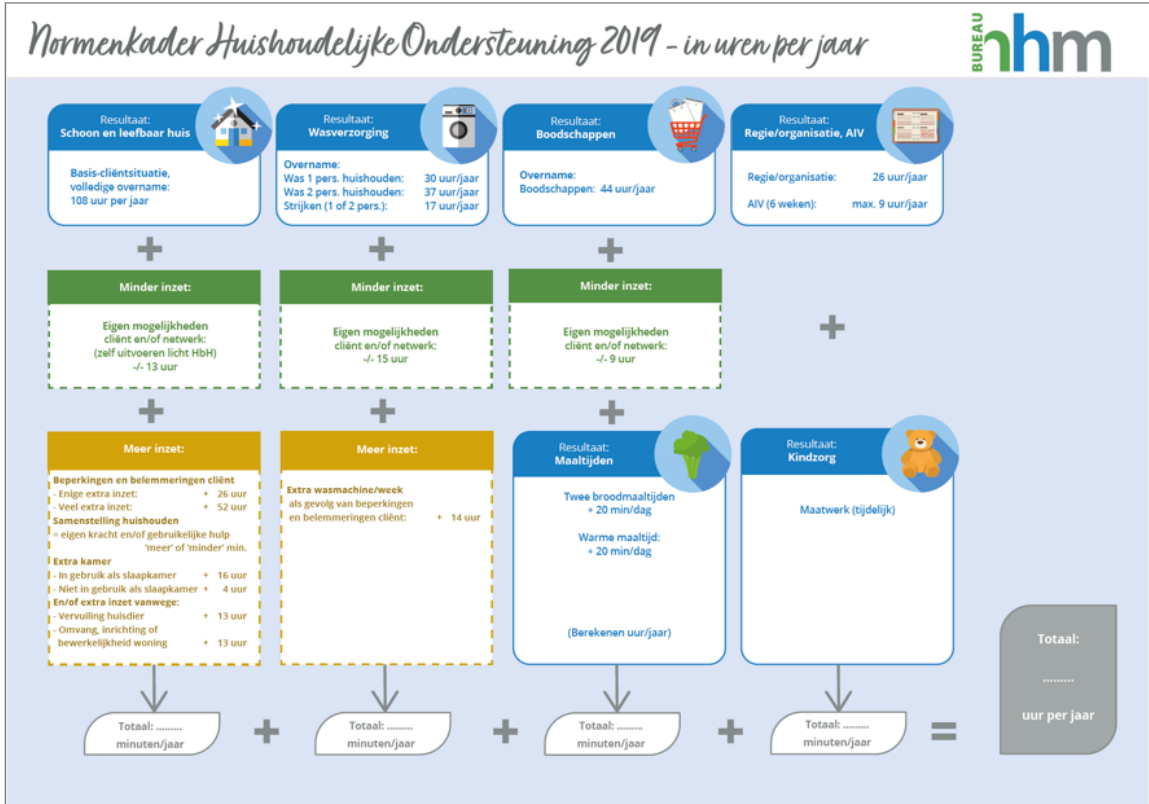 Normenkader Huishoudelijke Ondersteuning 2019 - in uren per jaar
BUREAU
nhm
Resultaat:
Schoon en leefbaar huis
Basis-cliëntsituatie,
volledige overname:
108 uur per jaar
Resultaat:
Wasverzorging
Overname:
Was 1 pers. huishouden: 30 uur/jaar
Was 2 pers. huishouden: 37 uur/jaar
Strijken (1 of 2 pers.): 17 uur/jaar
Resultaat:
Boodschappen
Overname:
Boodschappen: 44 uur/jaar
Resultaat:
Regie/organisatie, AIV
Regie/organisatie: 26 uur/jaar
AIV (6 weken): max. 9 uur/jaar
+ + +
Minder inzet:
Eigen mogelijkheden
cliënt en/of netwerk:
(zelf uitvoeren licht HbH)
-/- 13 uur
Minder inzet:
Eigen mogelijkheden
cliënt en/of netwerk:
-/- 15 uur
Minder inzet:
Eigen mogelijkheden
cliënt en/of netwerk:
-/- 9 uur
+
+ + +
Meer inzet:
Beperkingen en belemmeringen cliënt
- Enige extra inzet: + 26 uur
- Veel extra inzet: + 52 uur
Samenstelling huishouden
= eigen kracht en/of gebruikelijke hulp
'meer' of 'minder' min.
Extra kamer
- In gebruik als slaapkamer + 16 uur
- Niet in gebruik als slaapkamer + 4 uur
En/of extra inzet vanwege:
- Vervuiling huisdier + 13 uur
- Omvang, inrichting of
bewerkelijkheid woning + 13 uur
Meer inzet:
Extra wasmachine/week
als gevolg van beperkingen
en belemmeringen cliënt: + 14 uur
Resultaat:
Maaltijden
Twee broodmaaltijden
+ 20 min/dag
Warme maaltijd:
+ 20 min/dag
(Berekenen uur/jaar)
Resultaat:
Kindzorg
Maatwerk (tijdelijk)
Totaal: .........
minuten/jaar
+
Totaal: .........
minuten/jaar
+
Totaal: .........
minuten/jaar
+
Totaal: .........
minuten/jaar
=
Totaal:
.........
uur per jaar